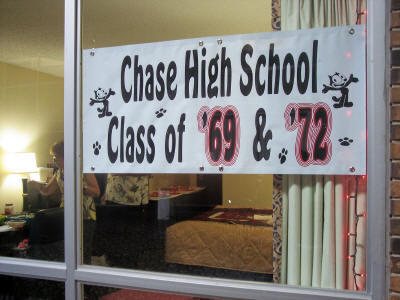 Chase High School
Class of '69 & '72